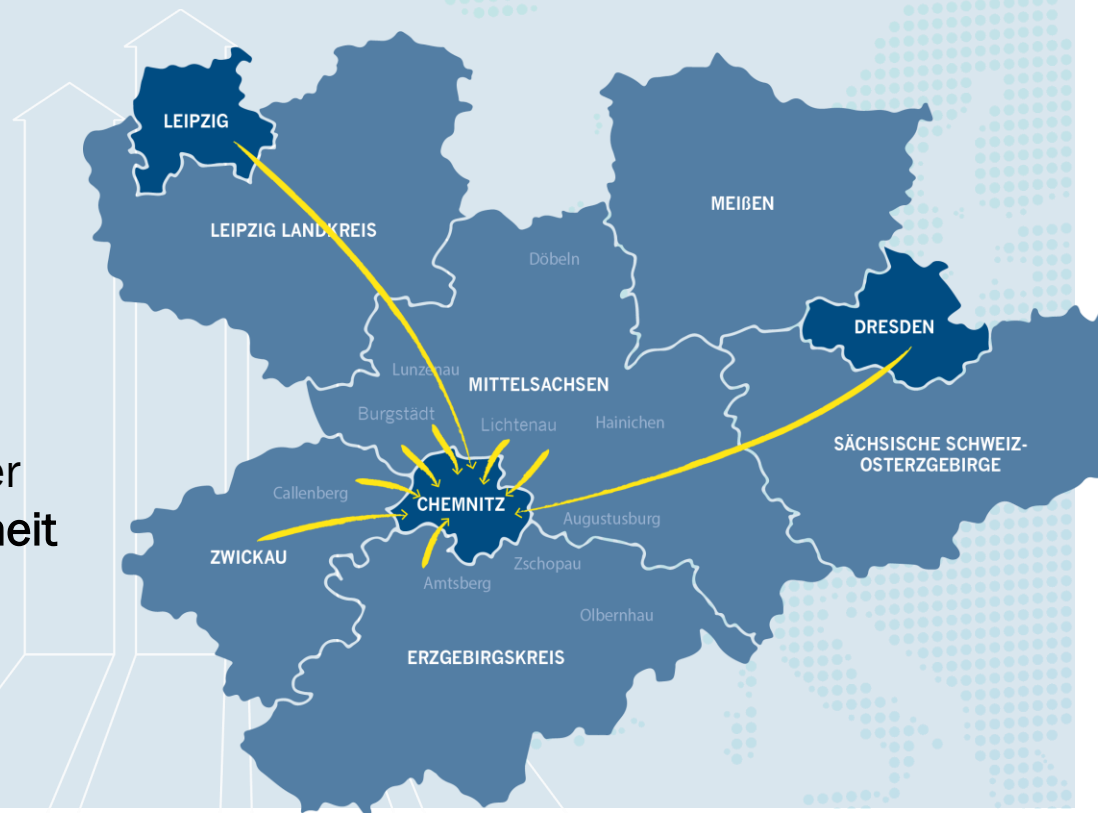 LEIPZIG
MEIßEN
LEIPZIG LANDKREIS
Döbeln
DRESDEN
Lunzenau
MITTELSACHSEN
Burgstädt
Lichtenau
Hainichen
SÄCHSISCHE SCHWEIZ-
OSTERZGEBIRGE
Callenberg
CHEMNITZ
Augustusburg
ZWICKAU
Zschopau
Amtsberg
Olbernhau
ERZGEBIRGSKREIS